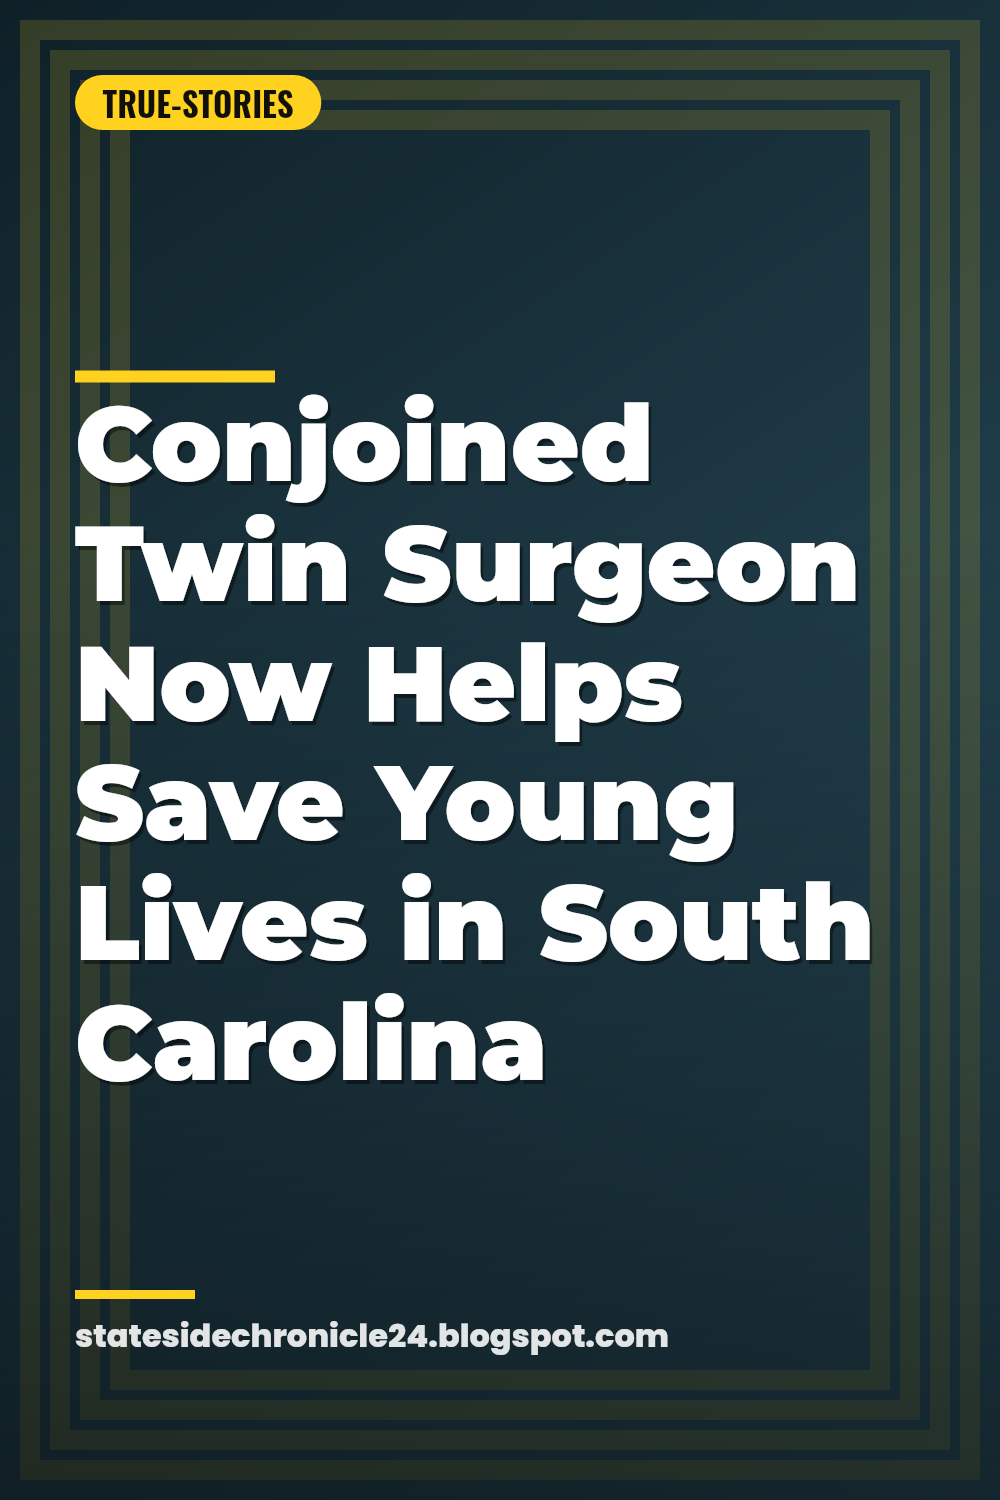 TRUE-STORIES
Conjoined
Twin Surgeon
Now Helps
Save Young
Lives in South
Carolina
statesidechronicle24.blogspot.com